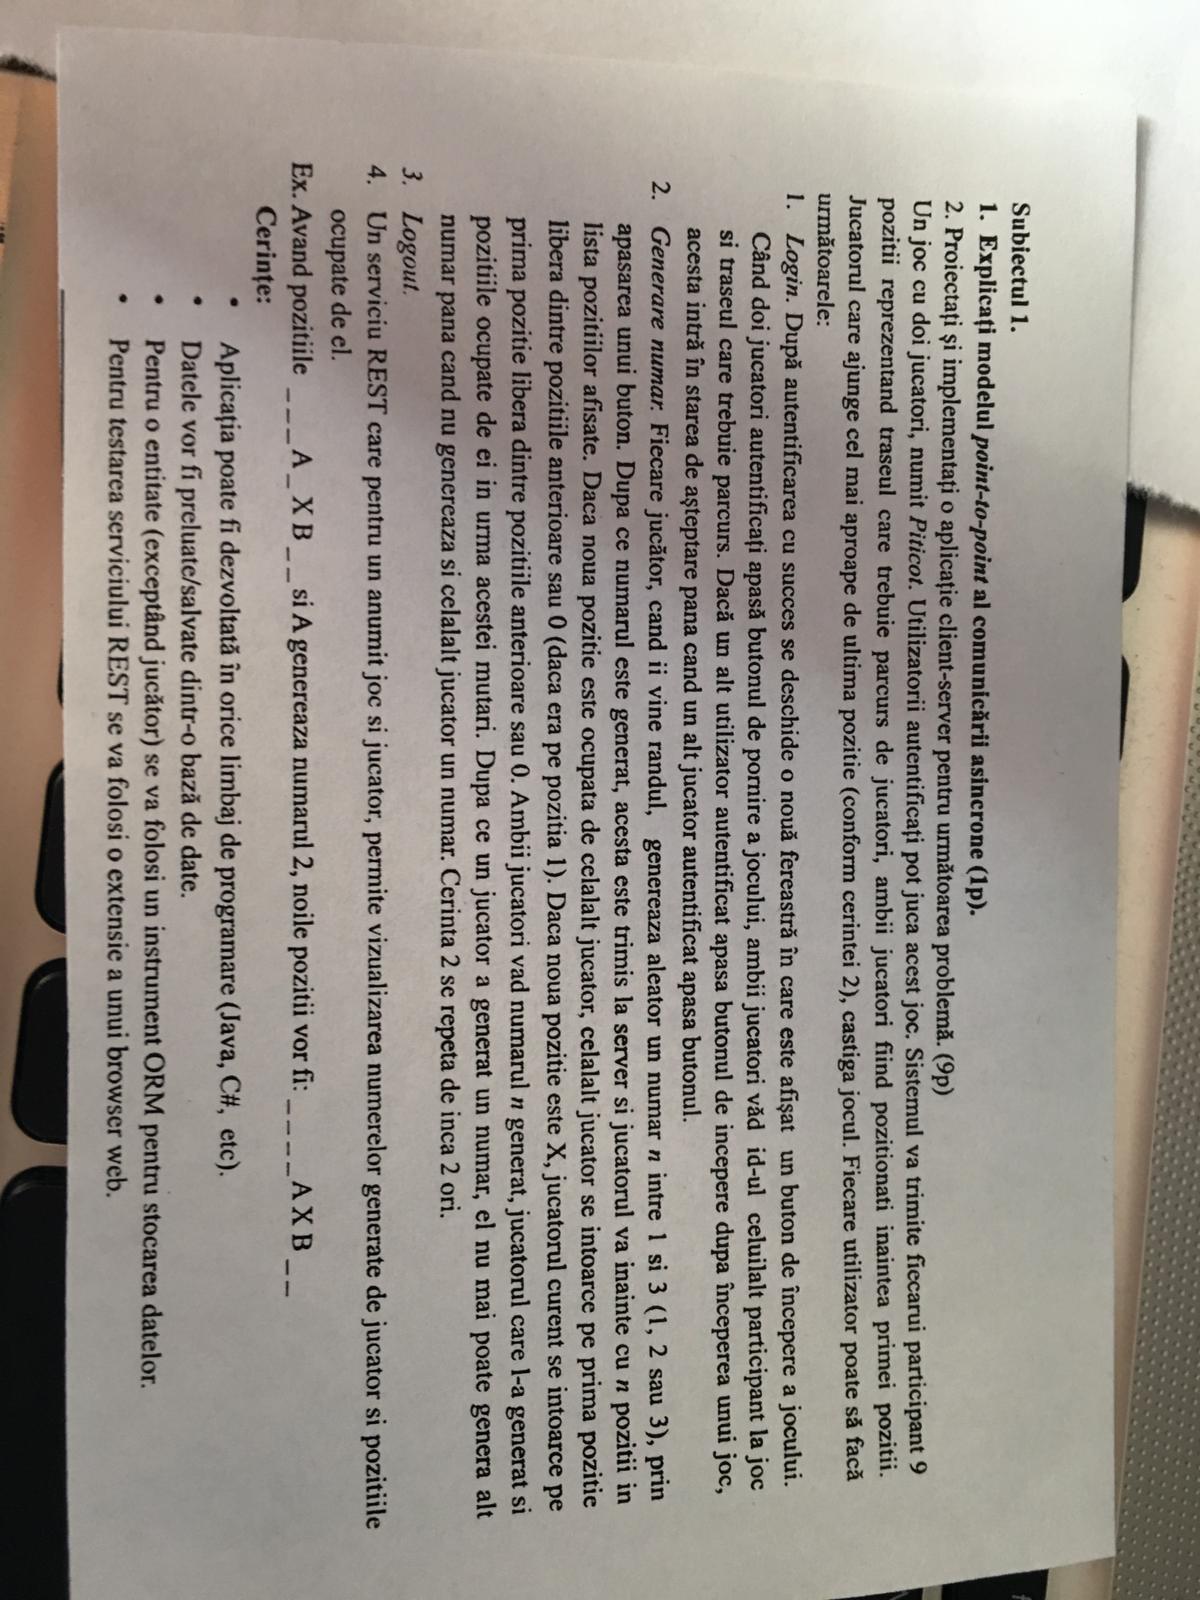 Subiectul 1.
1. Explicați modelul point-to-point al comunicării asincrone (1p).
2. Proiectați și implementați o aplicație client-server pentru următoarea problemă. (9p)
Un joc cu doi jucatori, numit Piticot. Utilizatorii autentificați pot juca acest joc. Sistemul va trimite fiecarui participant 9
pozitii reprezentand traseul care trebuie parcurs de jucatori, ambii jucatori fiind pozitionati inaintea primei pozitii.
Jucatorul care ajunge cel mai aproape de ultima pozitie (conform cerintei 2), castiga jocul. Fiecare utilizator poate să facă
următoarele:
1. Login. După autentificarea cu succes se deschide o nouă fereastră în care este afișat un buton de începere a jocului.
Când doi jucatori autentificați apasă butonul de pornire a jocului, ambii jucatori văd id-ul celuilalt participant la joc
si traseul care trebuie parcurs. Dacă un alt utilizator autentificat apasa butonul de incepere dupa începerea unui joc,
acesta intră în starea de așteptare pana cand un alt jucator autentificat apasa butonul.
2. Generare numar. Fiecare jucător, cand ii vine randul, genereaza aleator un numar n intre 1 si 3 (1, 2 sau 3), prin
apasarea unui buton. Dupa ce numarul este generat, acesta este trimis la server si jucatorul va inainte cu n pozitii in
lista pozitiilor afisate. Daca noua pozitie este ocupata de celalalt jucator, celalalt jucator se intoarce pe prima pozitie
libera dintre pozitiile anterioare sau 0 (daca era pe pozitia 1). Daca noua pozitie este X, jucatorul curent se intoarce pe
prima pozitie libera dintre pozitiile anterioare sau 0. Ambii jucatori vad numarul n generat, jucatorul care l-a generat si
pozitiile ocupate de ei in urma acestei mutari. Dupa ce un jucator a generat un numar, el nu mai poate genera alt
numar pana cand nu genereaza si celalalt jucator un numar. Cerinta 2 se repeta de inca 2 ori.
3. Logout.
4. Un serviciu REST care pentru un anumit joc si jucator, permite vizualizarea numerelor generate de jucator si pozitiile
ocupate de el.
Ex. Avand pozitiile _ _ _ A _ X B _ _ si A genereaza numarul 2, noile pozitii vor fi: _ _ _ _ A X B _ _
Cerințe:
• Aplicația poate fi dezvoltată în orice limbaj de programare (Java, C#, etc).
• Datele vor fi preluate/salvate dintr-o bază de date.
• Pentru o entitate (exceptând jucător) se va folosi un instrument ORM pentru stocarea datelor.
• Pentru testarea serviciului REST se va folosi o extensie a unui browser web.